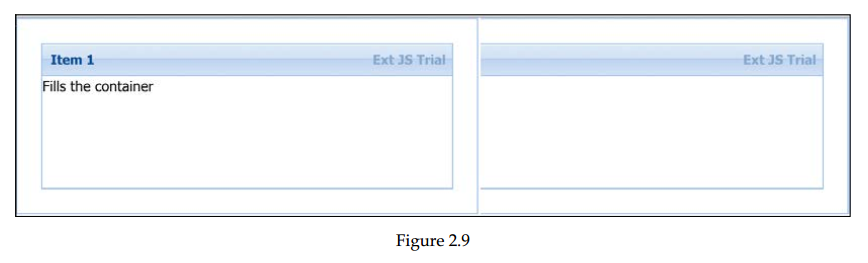 Item 1 Ext JS Trial Ext JS Trial
Fills the container
Figure 2.9